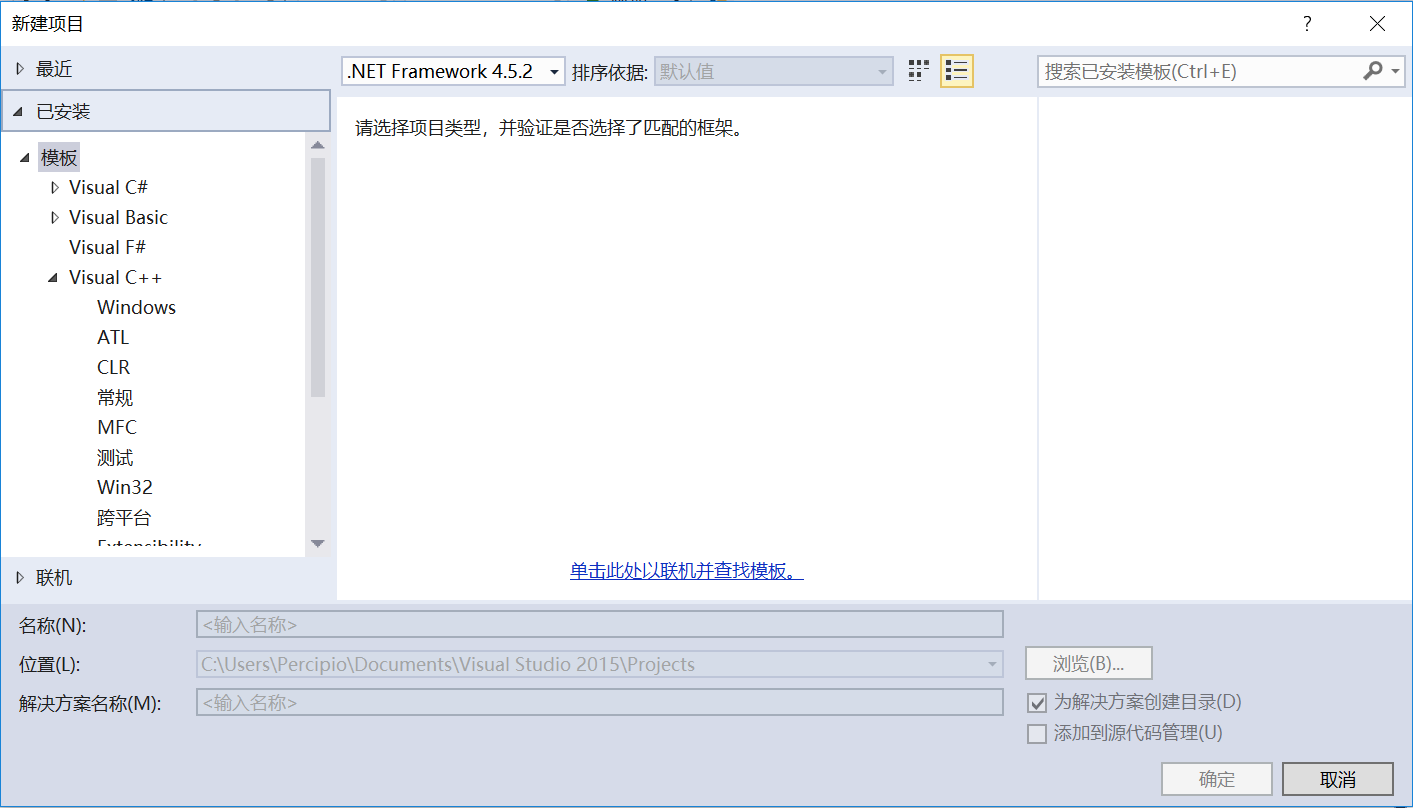 新建项目
?
最近
.NET Framework 4.5.2
排序依据:
默认值
搜索已安装模板(Ctrl+E)
已安装
请选择项目类型，并验证是否选择了匹配的框架。
模板
Visual C#
Visual Basic
Visual F#
Visual C++
Windows
ATL
CLR
常规
MFC
测试
Win32
跨平台
Extensibility
单击此处以联机并查找模板。
联机
名称(N):
<输入名称>
位置(L):
C:\Users\Percipio\Documents\Visual Studio 2015\Projects
浏览(B)...
解决方案名称(M):
<输入名称>
为解决方案创建目录(D)
添加到源代码管理(U)
确定
取消